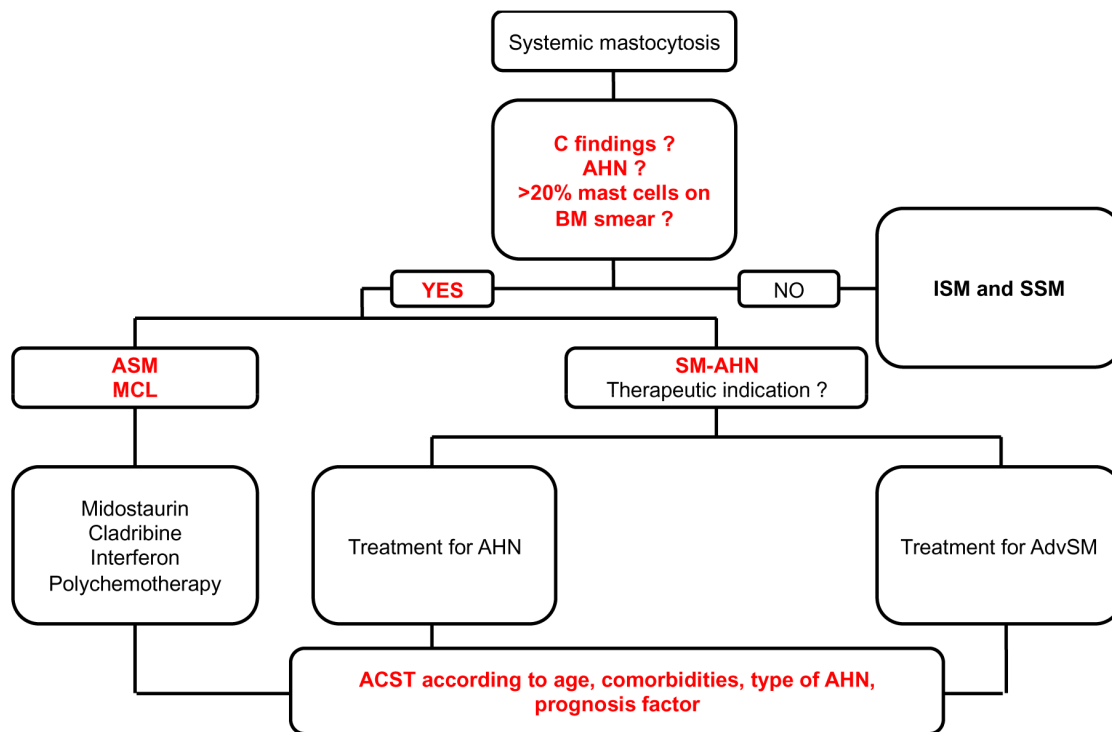 Systemic mastocytosis
C findings ?
AHN ?
>20% mast cells on
BM smear ?
YES
NO
ISM and SSM
ASM
MCL
SM-AHN
Therapeutic indication ?
Midostaurin
Cladribine
Interferon
Polychemotherapy
Treatment for AHN
Treatment for AdvSM
ACST according to age, comorbidities, type of AHN,
prognosis factor